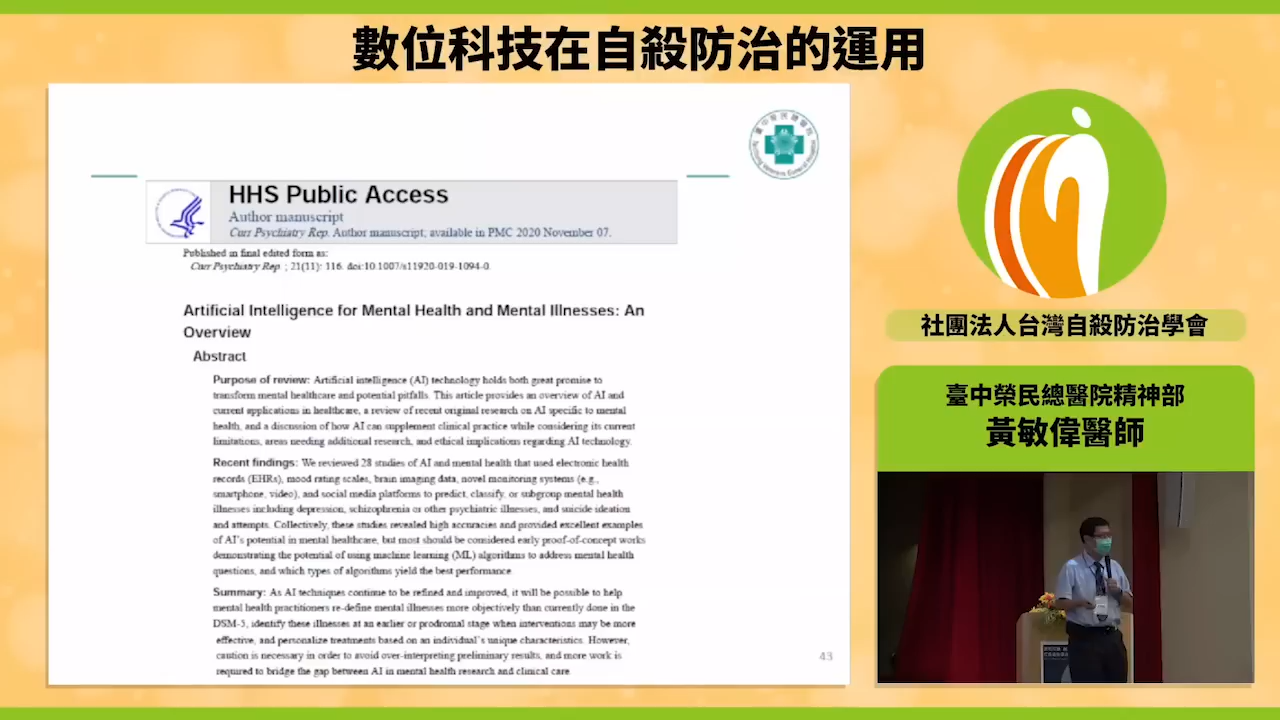 數位科技在自殺防治的運用
HHS Public Access
Author manuscript
Curr Psychiatry Rep. Author manuscript; available in PMC 2020 November 07.
Published in final edited form as:
Curr Psychiatry Rep. ; 21(11): 116. doi:10.1007/s11920-019-1094-0.
Artificial Intelligence for Mental Health and Mental Illnesses: An
Overview
Abstract
Purpose of review: Artificial intelligence (AI) technology holds both great promise to
transform mental healthcare and potential pitfalls. This article provides an overview of AI and
current applications in healthcare, a review of recent original research on AI specific to mental
health, and a discussion of how AI can supplement clinical practice while considering its current
limitations, areas needing additional research, and ethical implications regarding AI technology.
Recent findings: We reviewed 28 studies of AI and mental health that used electronic health
records (EHRs), mood rating scales, brain imaging data, novel monitoring systems (e.g.,
smartphone, video), and social media platforms to predict, classify, or subgroup mental health
illnesses including depression, schizophrenia or other psychiatric illnesses, and suicide ideation
and attempts. Collectively, these studies revealed high accuracies and provided excellent examples
of AI's potential in mental healthcare, but most should be considered early proof-of-concept works
demonstrating the potential of using machine learning (ML) algorithms to address mental health
questions, and which types of algorithms yield the best performance.
Summary: As AI techniques continue to be refined and improved, it will be possible to help
mental health practitioners re-define mental illnesses more objectively than currently done in the
DSM-5, identify these illnesses at an earlier or prodromal stage when interventions may be more
effective, and personalize treatments based on an individual's unique characteristics. However,
caution is necessary in order to avoid over-interpreting preliminary results, and more work is
required to bridge the gap between AI in mental health research and clinical care.
43
社團法人台灣自殺防治學會
臺中榮民總醫院精神部
黃敏偉醫師